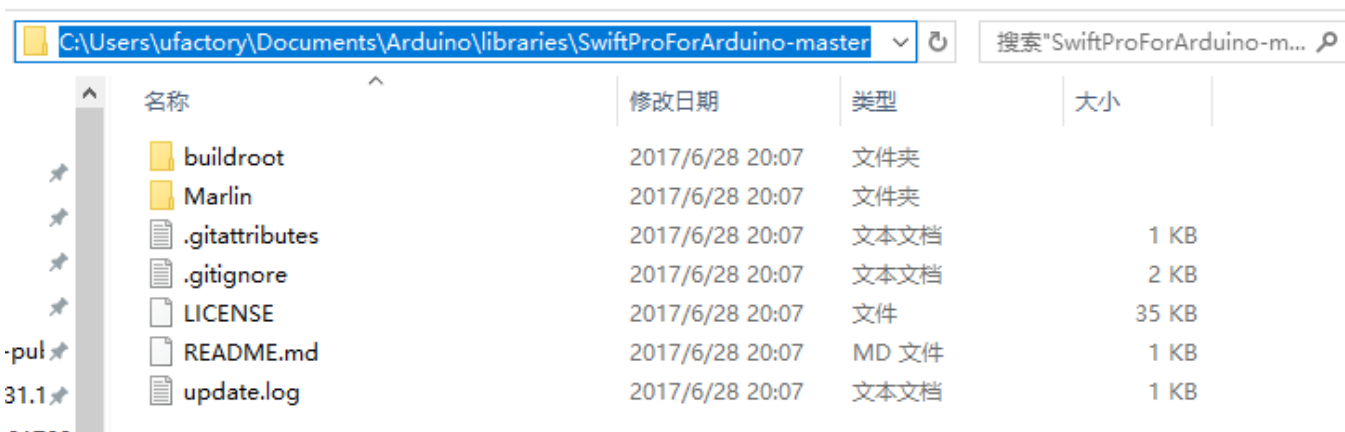 C:\Users\ufactory\Documents\Arduino\libraries\SwiftProForArduino-master 搜索"SwiftProForArduino-m...
名称 修改日期 类型 大小
buildroot 2017/6/28 20:07 文件夹
Marlin 2017/6/28 20:07 文件夹
.gitattributes 2017/6/28 20:07 文本文档 1 KB
.gitignore 2017/6/28 20:07 文本文档 2 KB
LICENSE 2017/6/28 20:07 文件 35 KB
-pul README.md 2017/6/28 20:07 MD 文件 1 KB
31.1 update.log 2017/6/28 20:07 文本文档 1 KB